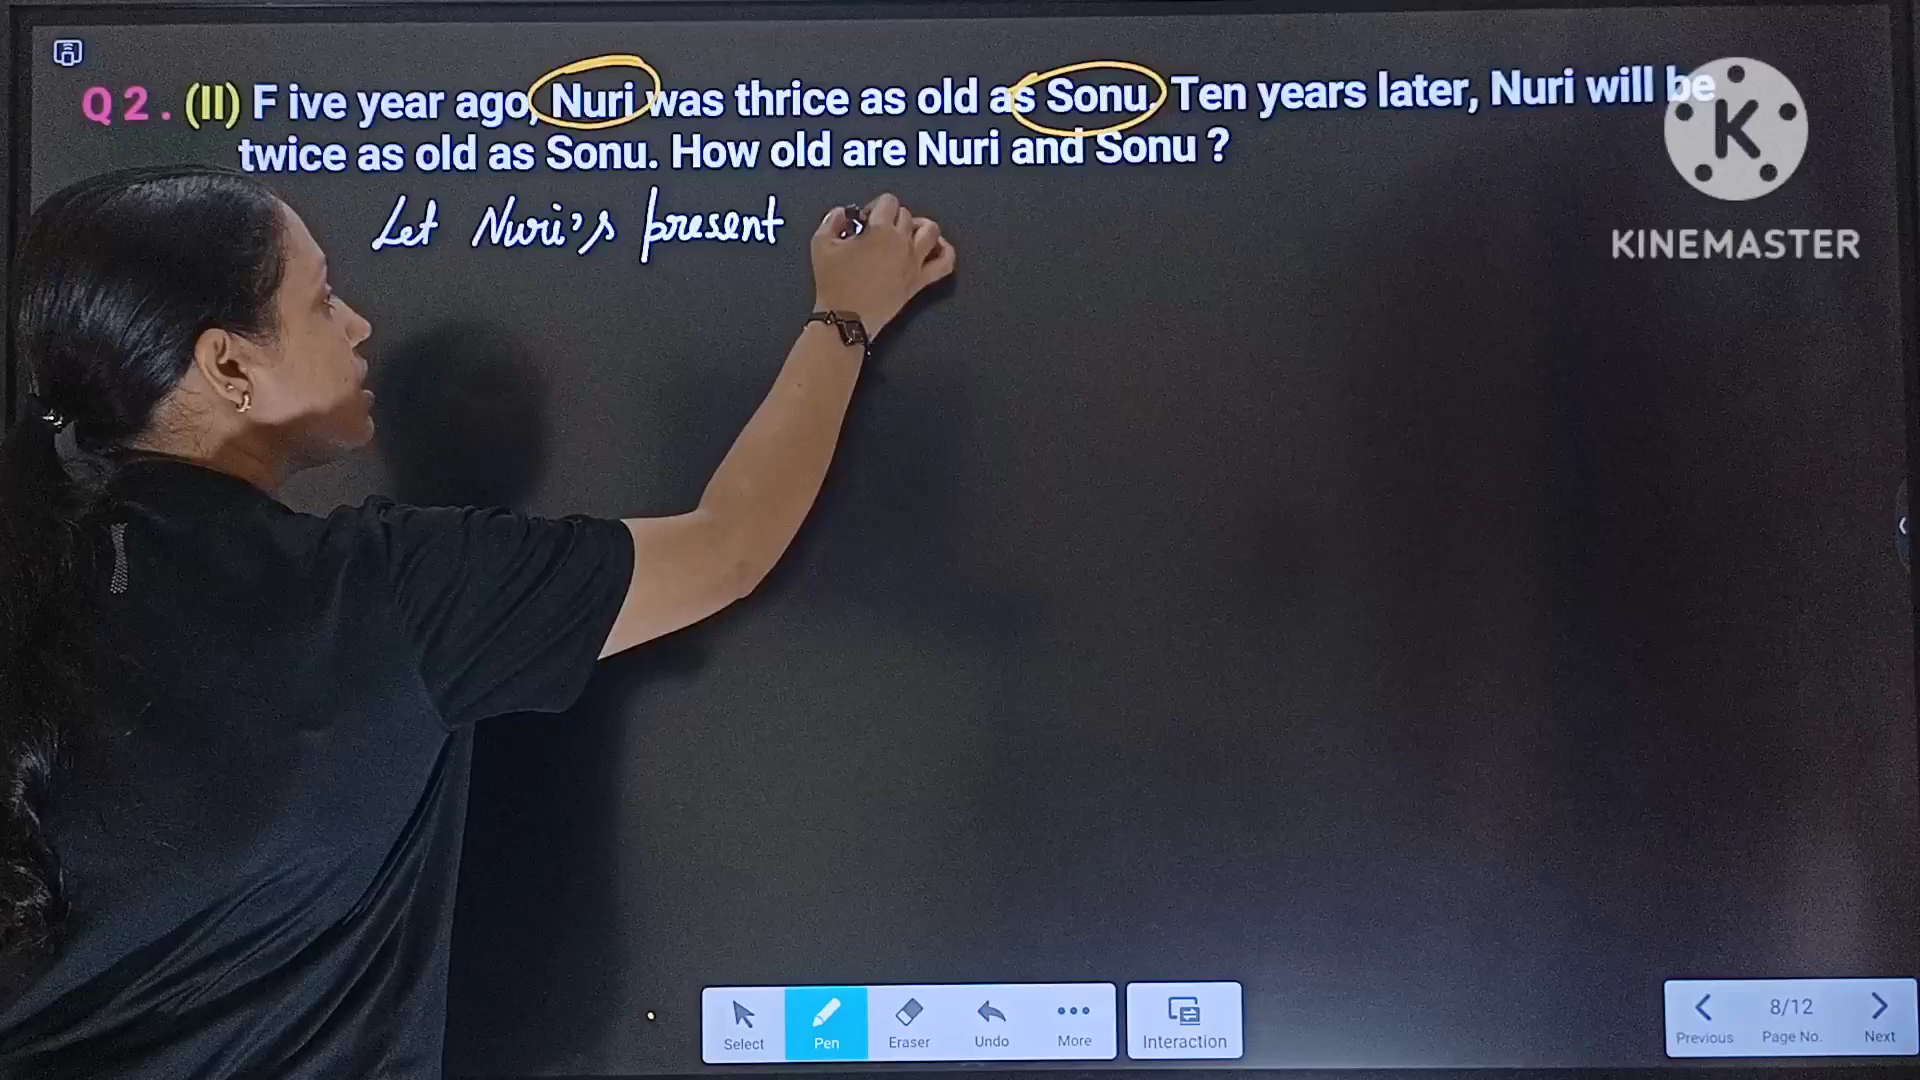 Q 2 . (II) F ive year ago, Nuri was thrice as old as Sonu. Ten years later, Nuri will be
twice as old as Sonu. How old are Nuri and Sonu ?
Let Nuri's present
K
KINEMASTER
Select Pen Eraser Undo More Interaction
Previous 8/12 Page No. Next